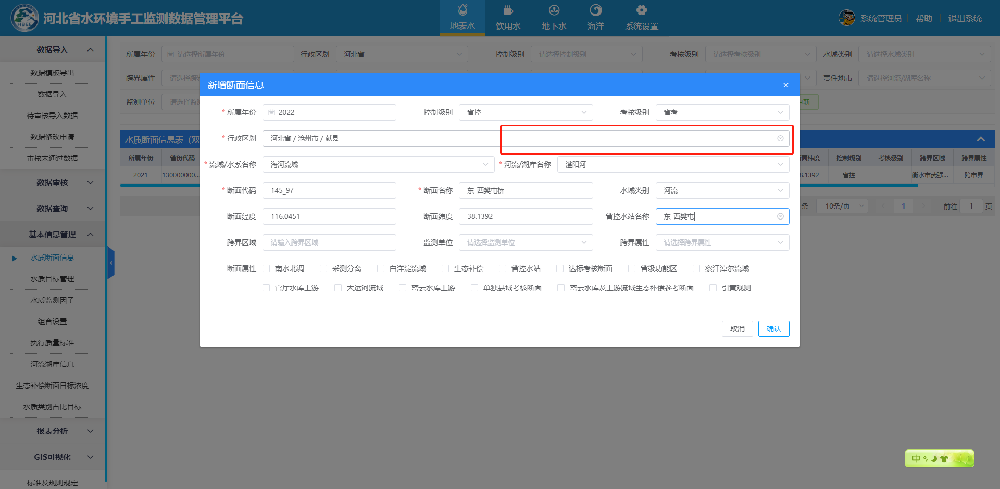 河北省水环境手工监测数据管理平台
地表水
饮用水
地下水
海洋
系统设置
系统管理员
帮助
退出系统
HBEE
数据导入
数据模板导出
数据导入
待审核导入数据
数据修改申请
审核未通过数据
数据审核
数据查询
基本信息管理
水质断面信息
水质目标管理
水质监测因子
组合设置
执行质量标准
河流湖库信息
生态补偿断面目标浓度
水质类别占比目标
报表分析
GIS可视化
标准及规则规定
所属年份 请选择所属年份 行政区划 河北省 控制级别 请选择控制级别 考核级别 请选择考核级别 水域类别 请选择水域类别
跨界属性 请选择跨界 责任地市 请选择河流/湖库名称
监测单位 请选择监测 更新
水质断面信息表（双
所属年份 省份代码 面纬度 控制级别 考核级别 跨界区域 跨界属性
2021 130000000... 8.1392 省控 衡水市武强... 跨市界
条 10条/页 1 前往 1 页
新增断面信息
* 所属年份 2022 控制级别 省控 考核级别 省考
* 行政区划 河北省 / 沧州市 / 献县
* 流域/水系名称 海河流域 * 河流/湖库名称 滏阳河
* 断面代码 145_97 * 断面名称 东-西樊屯桥 水域类别 河流
断面经度 116.0451 断面纬度 38.1392 省控水站名称 东-西樊屯
跨界区域 请输入跨界区域 监测单位 请选择监测单位 跨界属性 请选择跨界属性
断面属性 南水北调 采测分离 白洋淀流域 生态补偿 省控水站 达标考核断面 省级功能区 察汗淖尔流域
官厅水库上游 大运河流域 密云水库上游 单独县域考核断面 密云水库及上游流域生态补偿参考断面 引黄观测
取消 确认
中